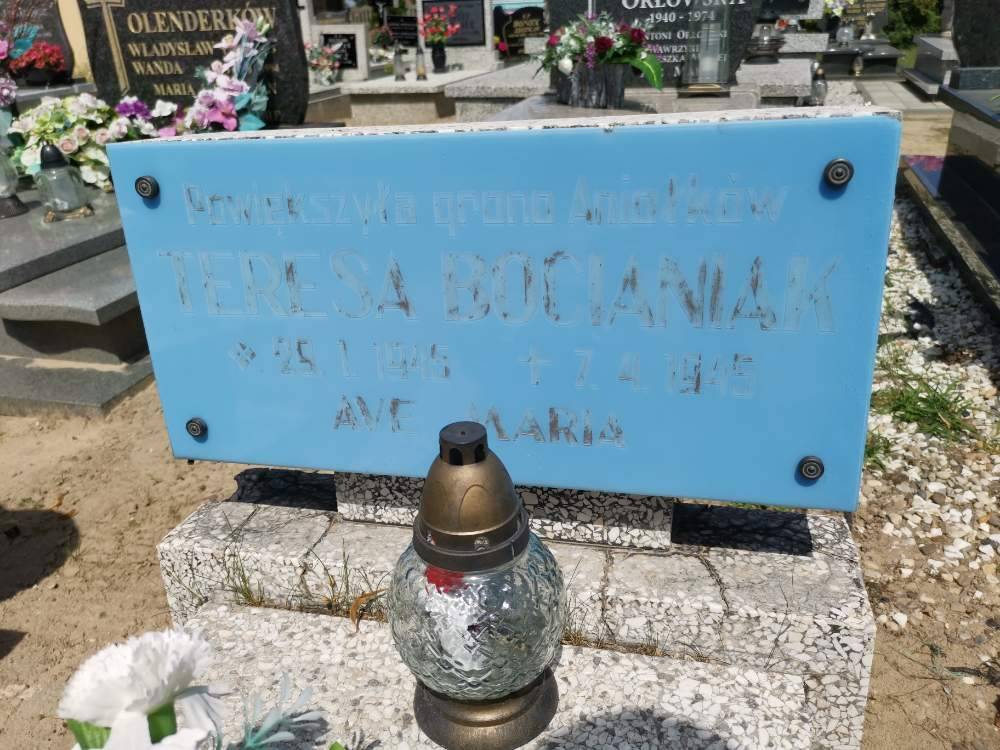 OLENDERKÓW
WŁADYSŁAW
WANDA
MARIA
ORŁOWSKA
1940 - 1974
Powiększyła grono Aniołków
TERESA BOCIANIAK
* 25. 1. 1945 + 7. 4. 1945
AVE MARIA